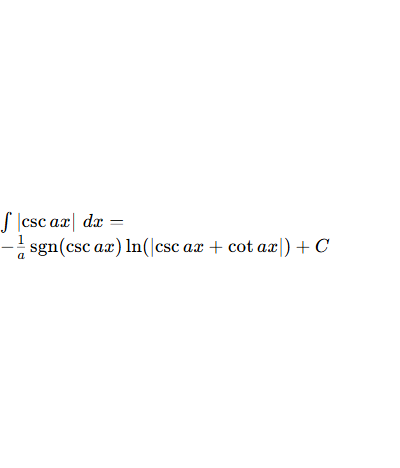 ∫ |csc ax| dx =
−1/a sgn(csc ax) ln(|csc ax + cot ax|) + C